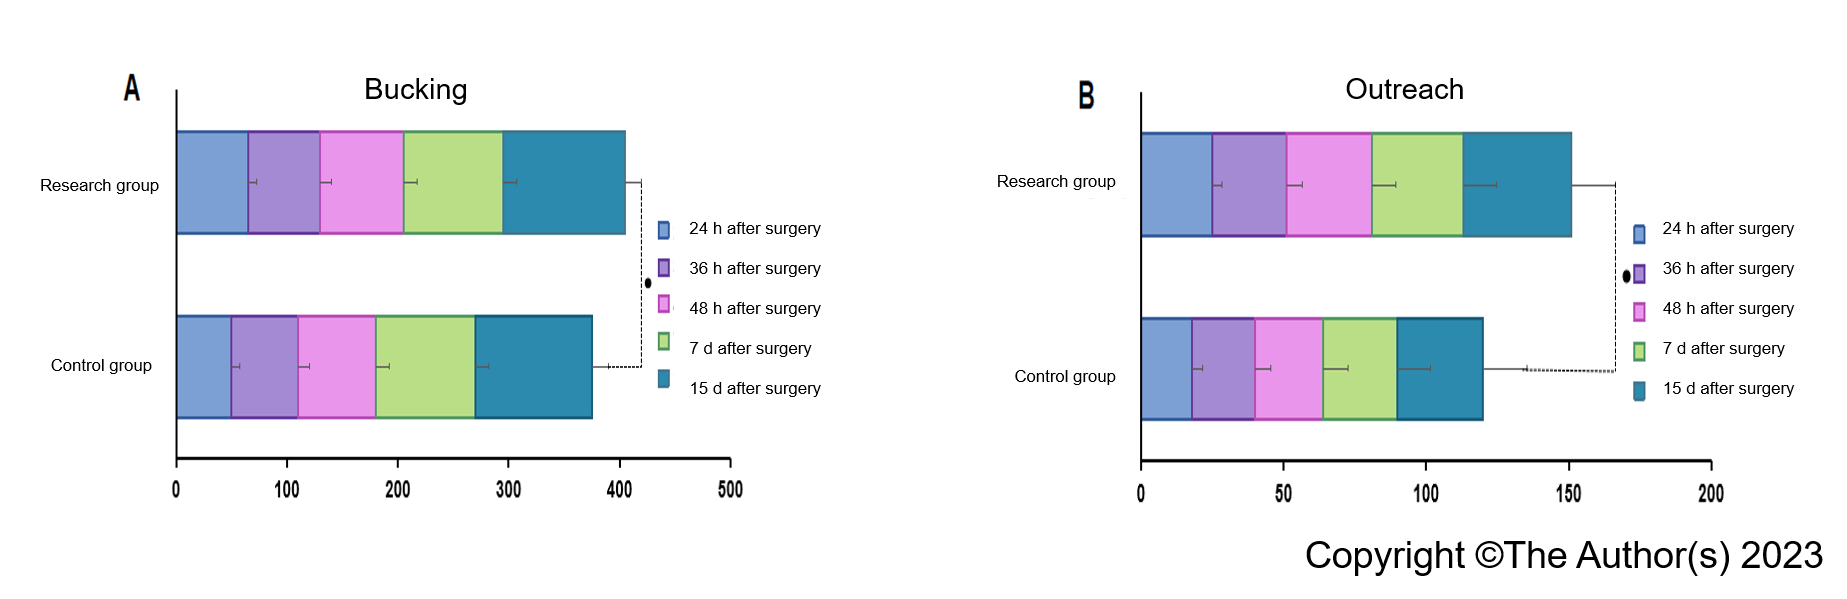 A
Bucking
Research group
Control group
24 h after surgery
36 h after surgery
48 h after surgery
7 d after surgery
15 d after surgery
0 100 200 300 400 500
B
Outreach
Research group
Control group
24 h after surgery
36 h after surgery
48 h after surgery
7 d after surgery
15 d after surgery
0 50 100 150 200
Copyright ©The Author(s) 2023